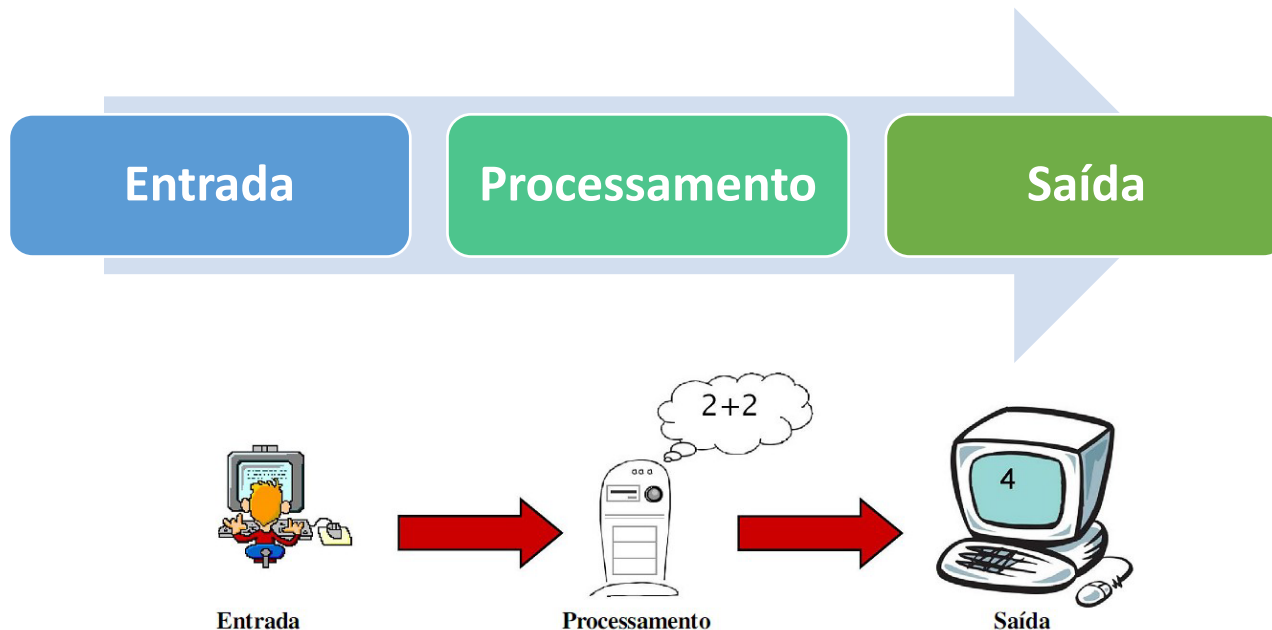 Entrada
Processamento
Saída
2+2
4
Entrada
Processamento
Saída